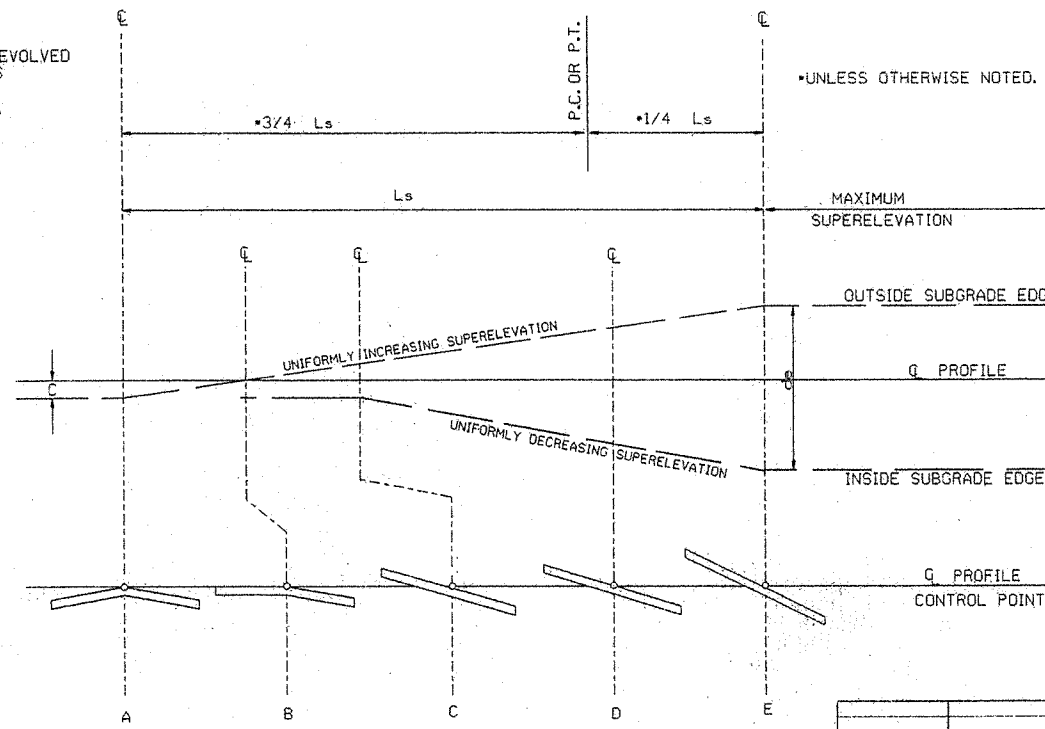 ℄
℄
EVOLVED
P.C. OR P.T.
*UNLESS OTHERWISE NOTED.
*3/4 Ls
*1/4 Ls
Ls
MAXIMUM
SUPERELEVATION
℄
℄
℄
OUTSIDE SUBGRADE EDG
UNIFORMLY INCREASING SUPERELEVATION
℄ PROFILE
C
UNIFORMLY DECREASING SUPERELEVATION
INSIDE SUBGRADE EDGE
℄ PROFILE
CONTROL POINT
A
B
C
D
E